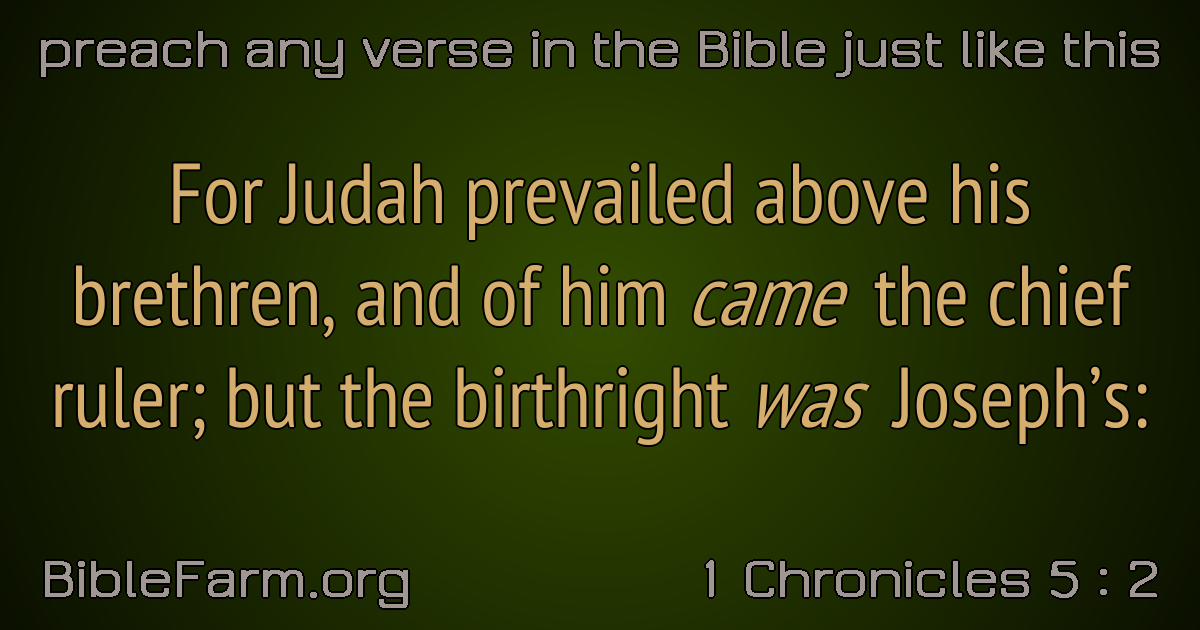 preach any verse in the Bible just like this
For Judah prevailed above his
brethren, and of him came the chief
ruler; but the birthright was Joseph’s:
BibleFarm.org
1 Chronicles 5 : 2